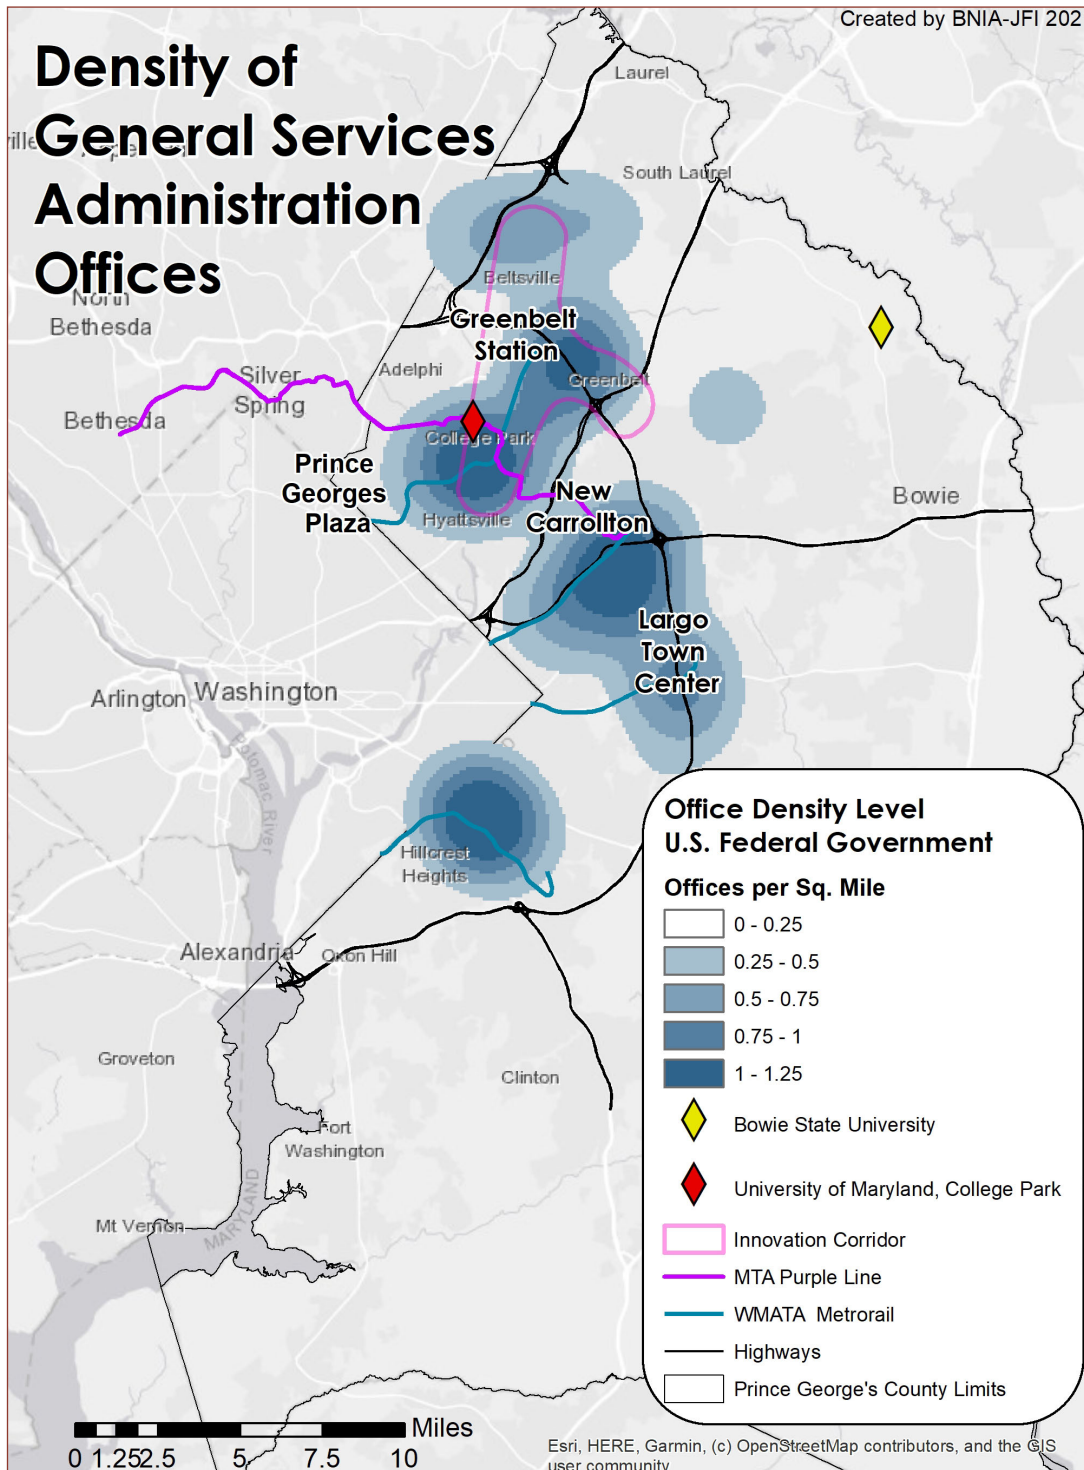 Created by BNIA-JFI 202
Density of
General Services
Administration
Offices
Laurel
South Laurel
North
Bethesda
Beltsville
Greenbelt
Station
Adelphi
Silver
Spring
Greenbelt
Bethesda
College Park
Prince
Georges
Plaza
New
Carrollton
Bowie
Hyattsville
Largo
Town
Center
Arlington
Washington
Potomac River
Hillcrest
Heights
Alexandria
Oxon Hill
Groveton
Clinton
Fort
Washington
Mt Vernon
MARYLAND
Office Density Level
U.S. Federal Government
Offices per Sq. Mile
0 - 0.25
0.25 - 0.5
0.5 - 0.75
0.75 - 1
1 - 1.25
Bowie State University
University of Maryland, College Park
Innovation Corridor
MTA Purple Line
WMATA Metrorail
Highways
Prince George's County Limits
Miles
0 1.25 2.5 5 7.5 10
Esri, HERE, Garmin, (c) OpenStreetMap contributors, and the GIS
user community